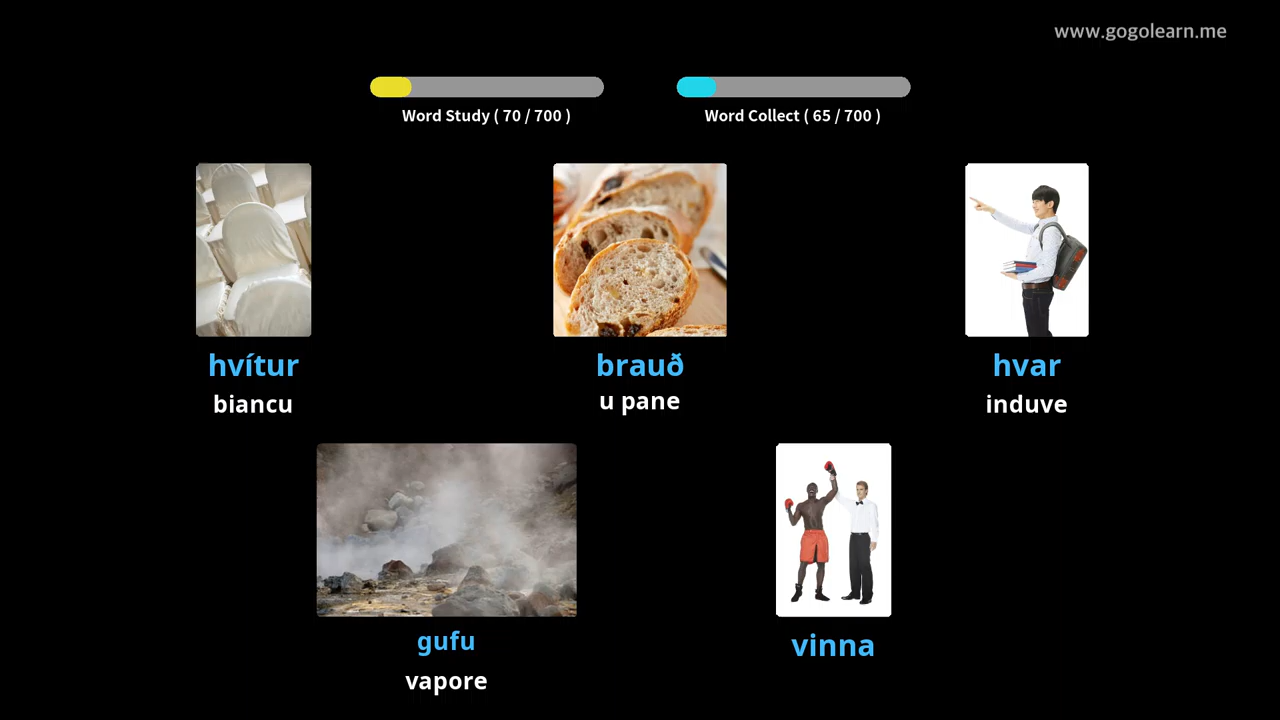 www.gogolearn.me
Word Study ( 70 / 700 )
Word Collect ( 65 / 700 )
hvítur
biancu
brauð
u pane
hvar
induve
gufu
vapore
vinna